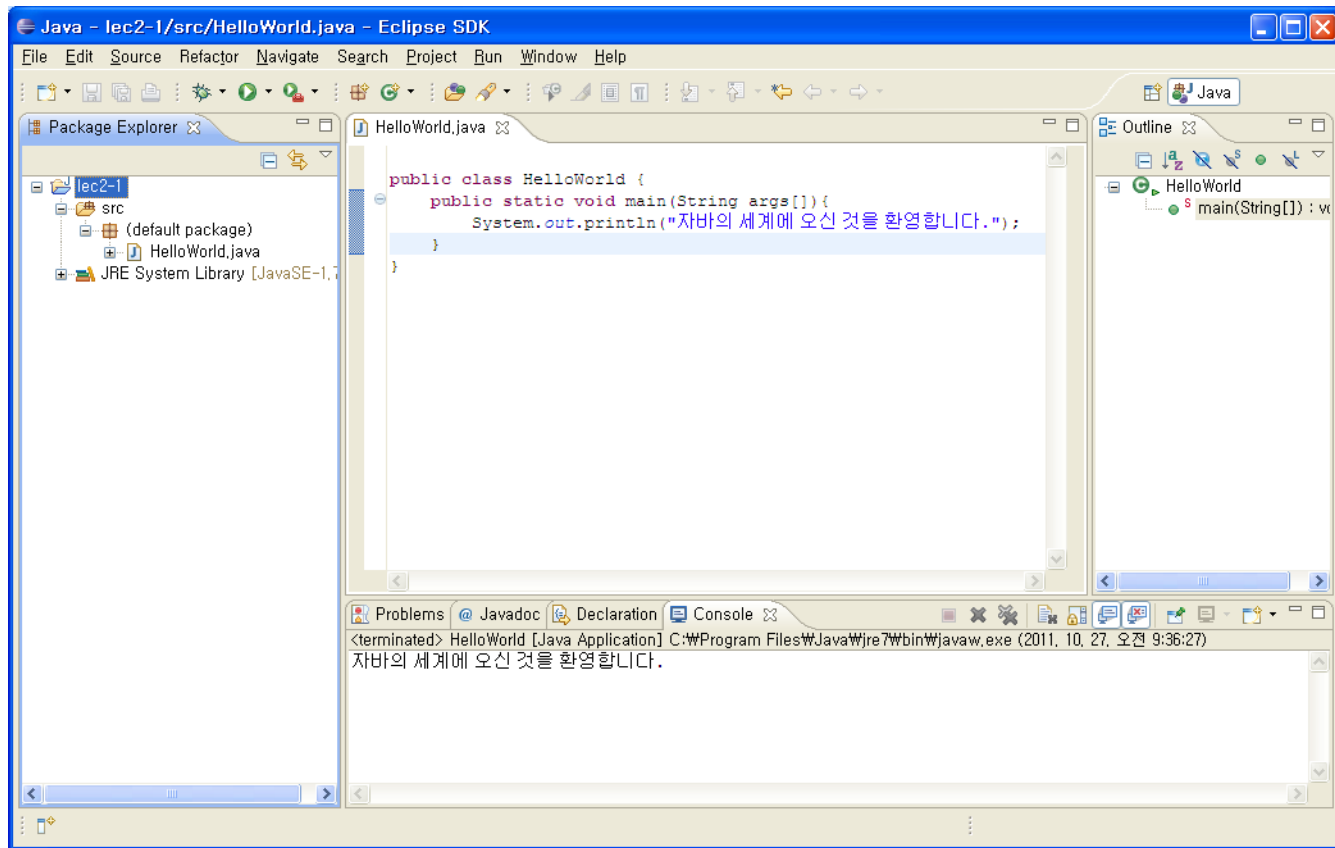 Java - lec2-1/src/HelloWorld.java - Eclipse SDK
File Edit Source Refactor Navigate Search Project Run Window Help
Java
Package Explorer
lec2-1
src
(default package)
HelloWorld.java
JRE System Library [JavaSE-1.7
HelloWorld.java
public class HelloWorld {
public static void main(String args[]){
System.out.println("자바의 세계에 오신 것을 환영합니다.");
}
}
Outline
HelloWorld
main(String[]) : vo
Problems @ Javadoc Declaration Console
<terminated> HelloWorld [Java Application] C:₩Program Files₩Java₩jre7₩bin₩javaw.exe (2011. 10. 27. 오전 9:36:27)
자바의 세계에 오신 것을 환영합니다.